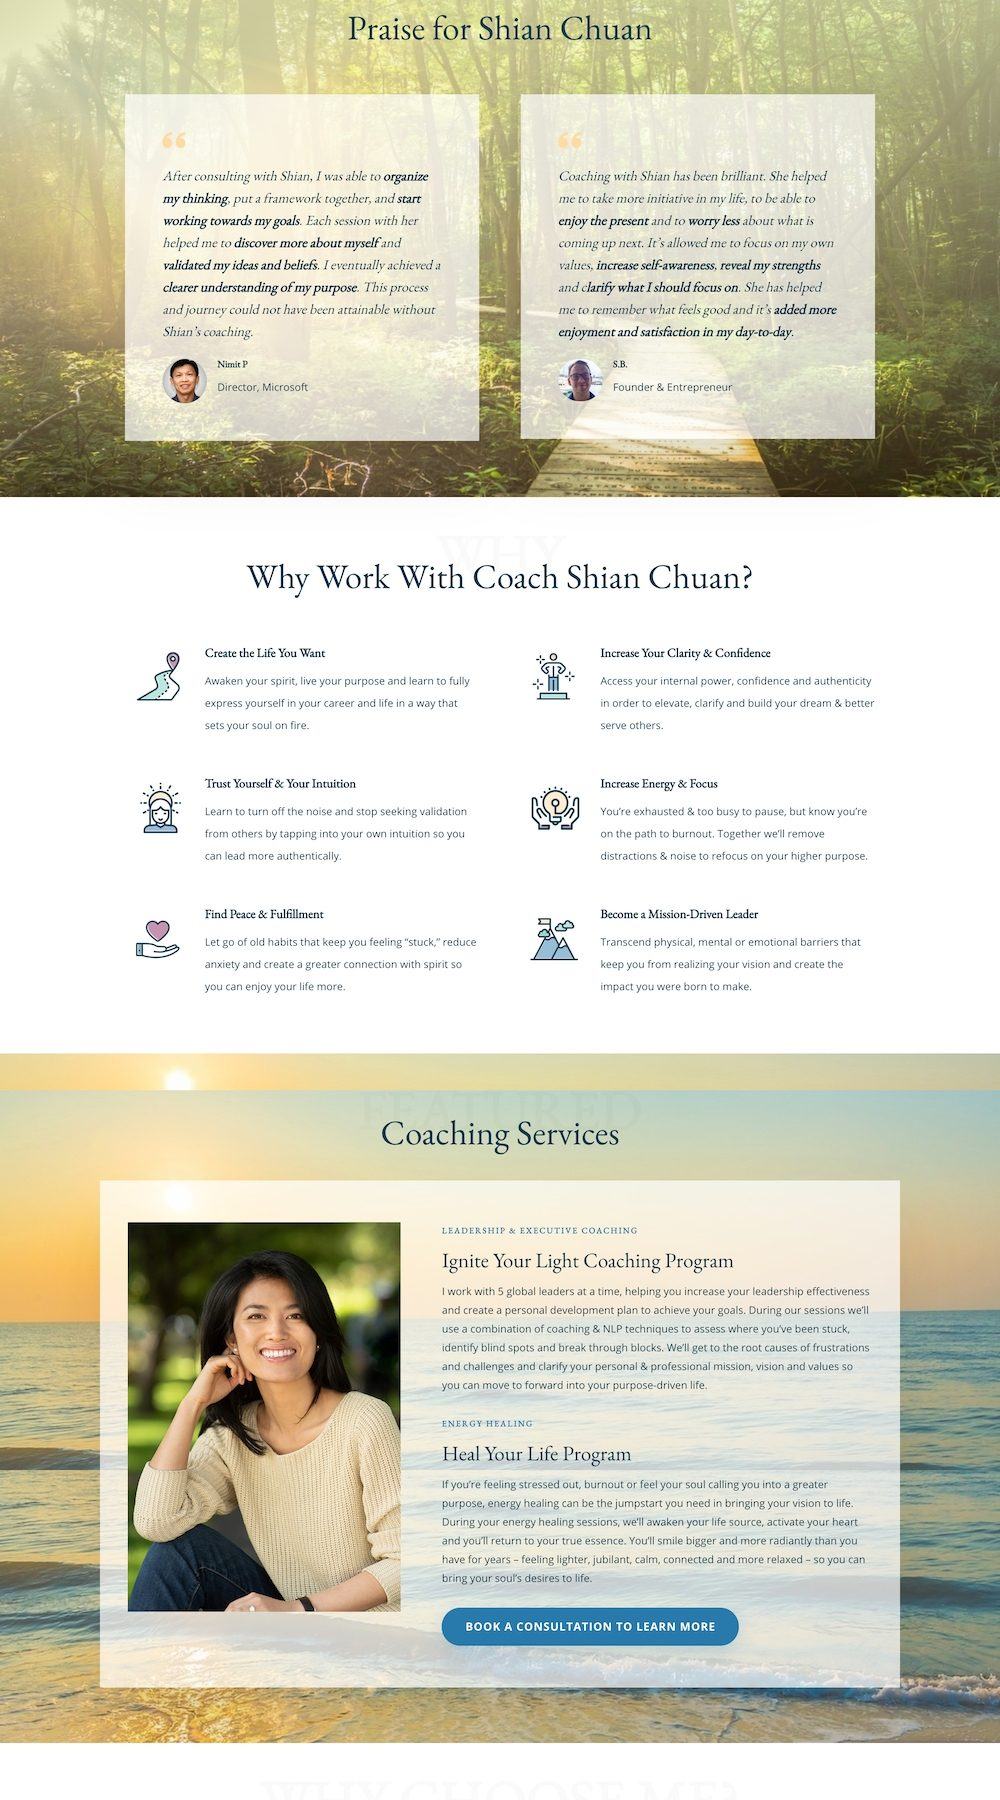 Praise for Shian Chuan
After consulting with Shian, I was able to organize
my thinking, put a framework together, and start
working towards my goals. Each session with her
helped me to discover more about myself and
validated my ideas and beliefs. I eventually achieved a
clearer understanding of my purpose. This process
and journey could not have been attainable without
Shian's coaching.
Nimit P
Director, Microsoft
Coaching with Shian has been brilliant. She helped
me to take more initiative in my life, to be able to
enjoy the present and to worry less about what is
coming up next. It's allowed me to focus on my own
values, increase self-awareness, reveal my strengths
and clarify what I should focus on. She has helped
me to remember what feels good and it's added more
enjoyment and satisfaction in my day-to-day.
S.B.
Founder & Entrepreneur
WHY
Why Work With Coach Shian Chuan?
Create the Life You Want
Awaken your spirit, live your purpose and learn to fully
express yourself in your career and life in a way that
sets your soul on fire.
Increase Your Clarity & Confidence
Access your internal power, confidence and authenticity
in order to elevate, clarify and build your dream & better
serve others.
Trust Yourself & Your Intuition
Learn to turn off the noise and stop seeking validation
from others by tapping into your own intuition so you
can lead more authentically.
Increase Energy & Focus
You're exhausted & too busy to pause, but know you're
on the path to burnout. Together we'll remove
distractions & noise to refocus on your higher purpose.
Find Peace & Fulfillment
Let go of old habits that keep you feeling "stuck," reduce
anxiety and create a greater connection with spirit so
you can enjoy your life more.
Become a Mission-Driven Leader
Transcend physical, mental or emotional barriers that
keep you from realizing your vision and create the
impact you were born to make.
FEATURED
Coaching Services
LEADERSHIP & EXECUTIVE COACHING
Ignite Your Light Coaching Program
I work with 5 global leaders at a time, helping you increase your leadership effectiveness
and create a personal development plan to achieve your goals. During our sessions we'll
use a combination of coaching & NLP techniques to assess where you've been stuck,
identify blind spots and break through blocks. We'll get to the root causes of frustrations
and challenges and clarify your personal & professional mission, vision and values so
you can move to forward into your purpose-driven life.
ENERGY HEALING
Heal Your Life Program
If you're feeling stressed out, burnout or feel your soul calling you into a greater
purpose, energy healing can be the jumpstart you need in bringing your vision to life.
During your energy healing sessions, we'll awaken your life source, activate your heart
and you'll return to your true essence. You'll smile bigger and more radiantly than you
have for years – feeling lighter, jubilant, calm, connected and more relaxed – so you can
bring your soul's desires to life.
BOOK A CONSULTATION TO LEARN MORE
WHY CHOOSE ME?